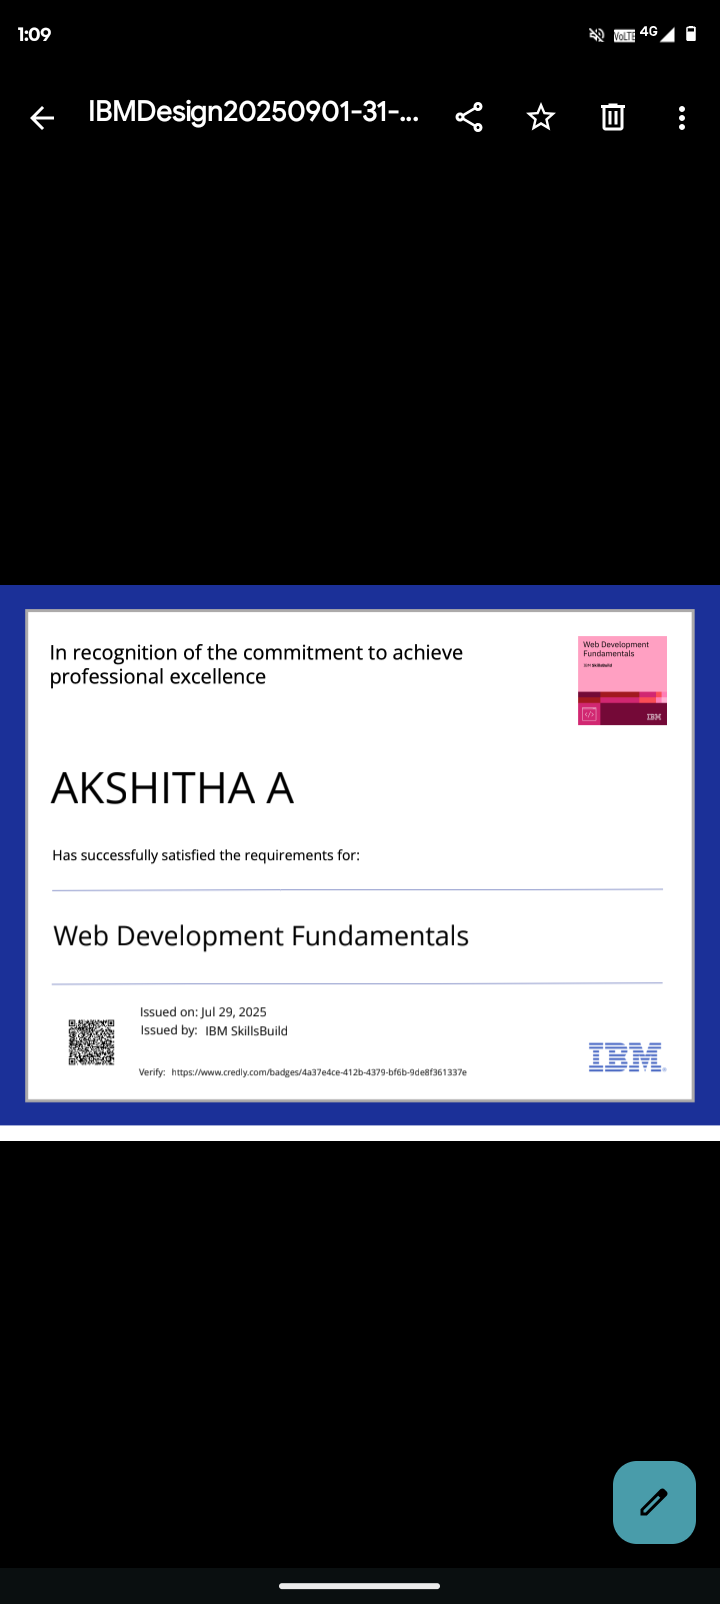 1:09
VoLTE 4G
IBMDesign20250901-31-...
In recognition of the commitment to achieve
professional excellence
Web Development
Fundamentals
IBM SkillsBuild
</>
IBM
AKSHITHA A
Has successfully satisfied the requirements for:
Web Development Fundamentals
Issued on: Jul 29, 2025
Issued by: IBM SkillsBuild
Verify: https://www.credly.com/badges/4a37e4ce-412b-4379-bf6b-9de8f361337e
IBM